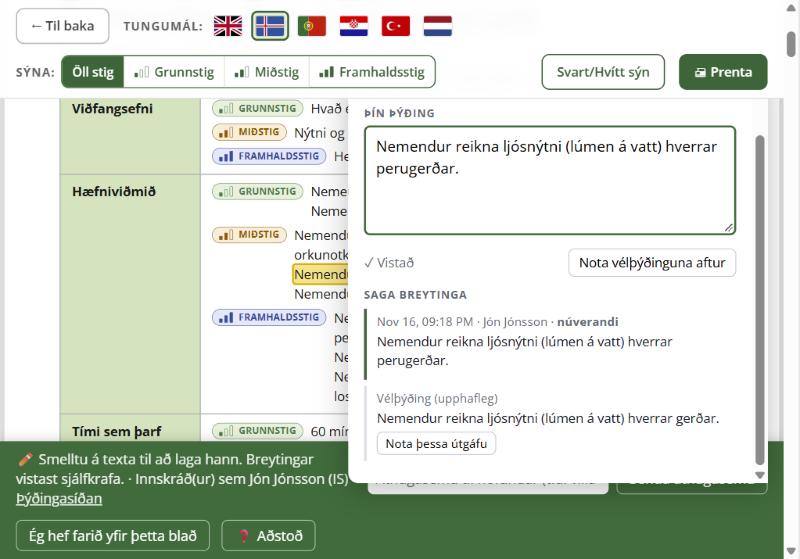 ← Til baka
TUNGUMÁL:
SÝNA:
Öll stig
Grunnstig
Miðstig
Framhaldsstig
Svart/Hvítt sýn
Prenta
Viðfangsefni
GRUNNSTIG Hvað
MIÐSTIG Nýtni og
FRAMHALDSSTIG
Hæfniviðmið
GRUNNSTIG
MIÐSTIG
orkunotk
FRAMHALDSSTIG
Tími sem þarf
GRUNNSTIG 60
ÞÍN ÞÝÐING
Nemendur reikna ljósnýtni (lúmen á vatt) hverrar
perugerðar.
✓ Vistað
Nota vélþýðinguna aftur
SAGA BREYTINGA
Nov 16, 09:18 PM · Jón Jónsson · núverandi
Nemendur reikna ljósnýtni (lúmen á vatt) hverrar
perugerðar.
Vélþýðing (upphafleg)
Nemendur reikna ljósnýtni (lúmen á vatt) hverrar gerðar.
Nota þessa útgáfu
Smelltu á texta til að laga hann. Breytingar
vistast sjálfkrafa. · Innskráð(ur) sem Jón Jónsson (IS)
Þýðingasíðan
Ég hef farið yfir þetta blað
Aðstoð